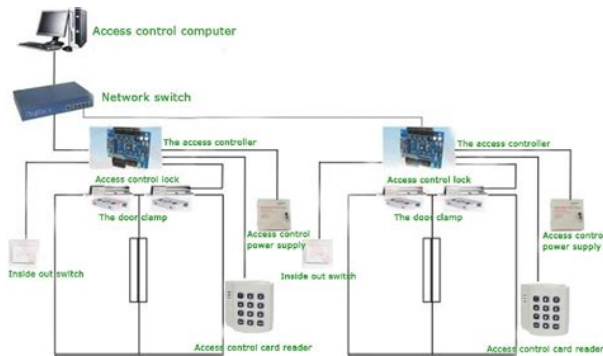 Access control computer
Network switch
The access controller
Access control lock
The door clamp
Access control
power supply
Inside out switch
Access control card reader
The access controller
Access control lock
The door clamp
Access control
power supply
Inside out switch
Access control card reader